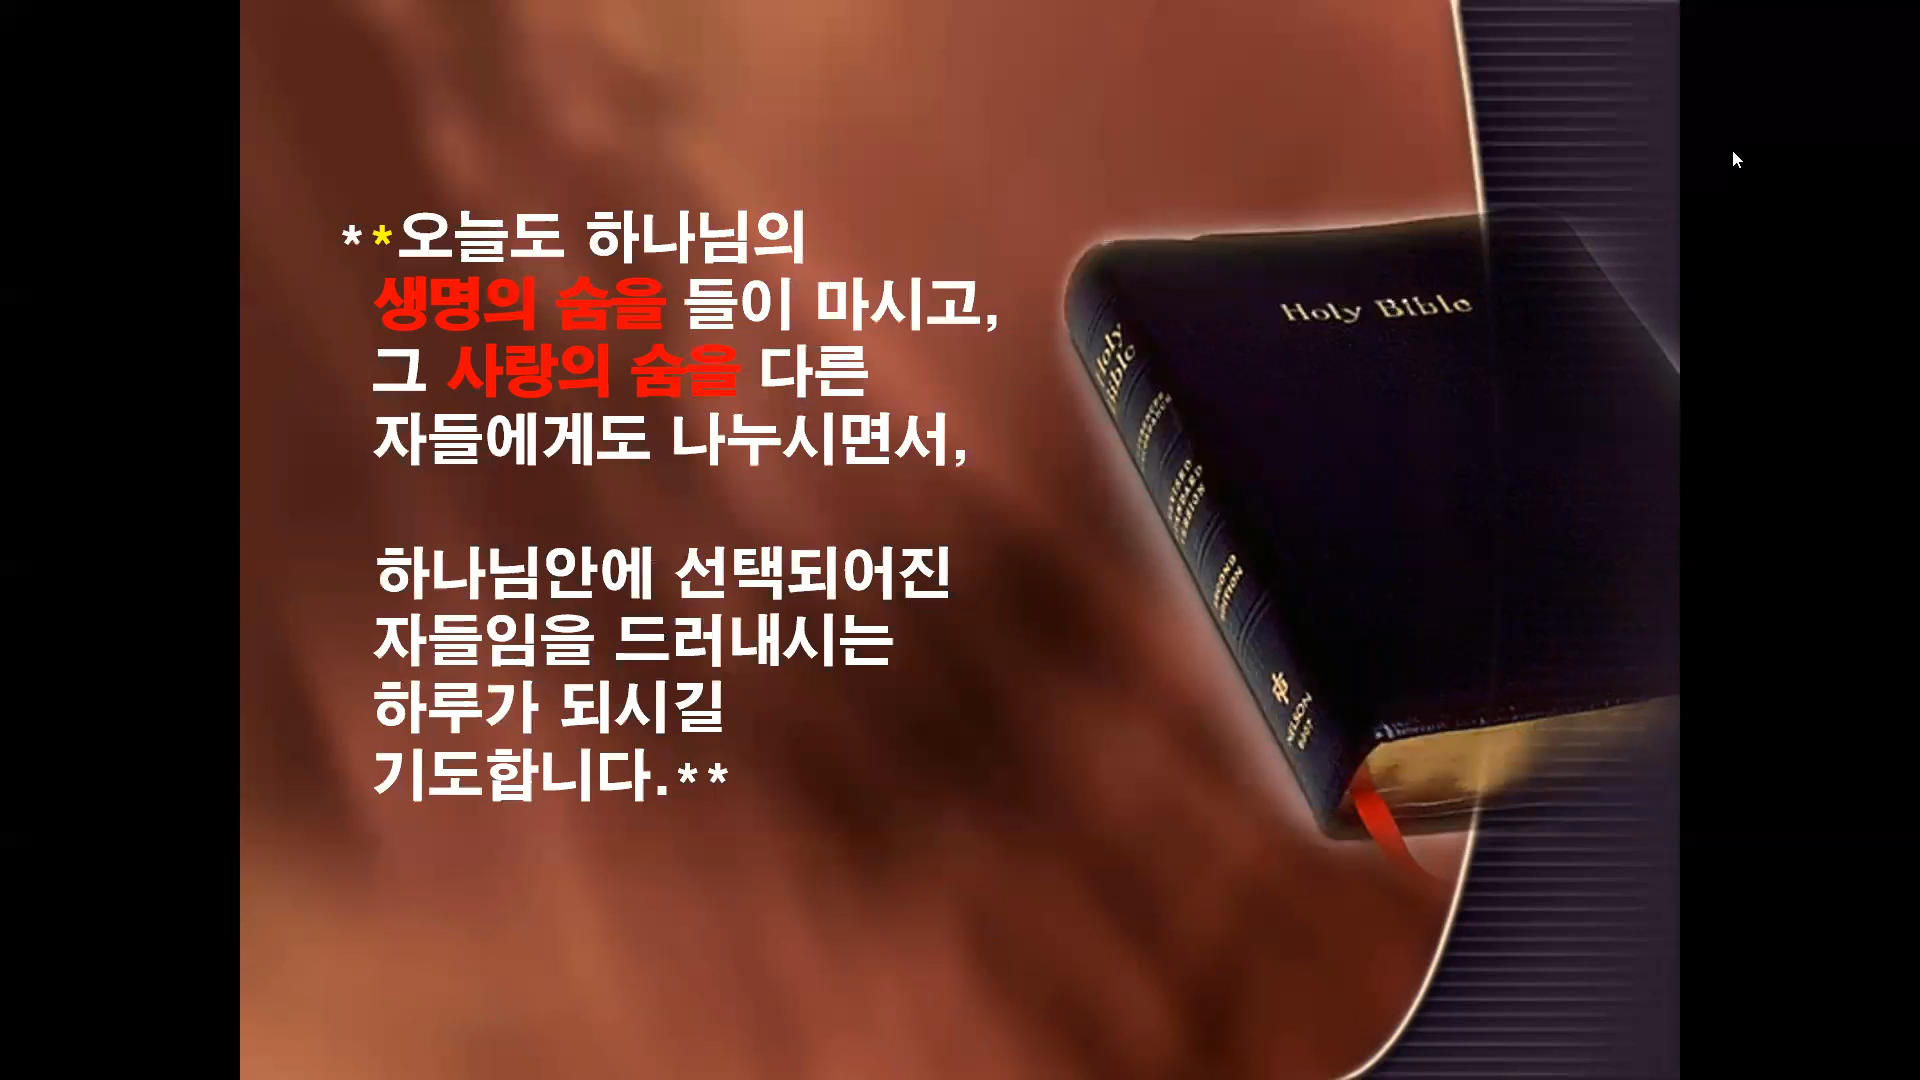 **오늘도 하나님의
생명의 숨을 들이 마시고,
그 사랑의 숨을 다른
자들에게도 나누시면서,
하나님안에 선택되어진
자들임을 드러내시는
하루가 되시길
기도합니다.**
Holy Bible
Holy
Bible
NELSON